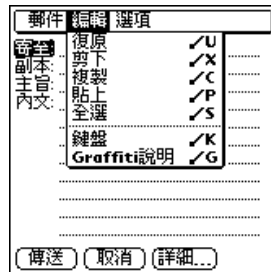 郵件 編輯 選項
寄至:
副本:
主旨:
內文:
復原 /U
剪下 /X
複製 /C
貼上 /P
全選 /S
鍵盤 /K
Graffiti說明 /G
傳送 取消 詳細...